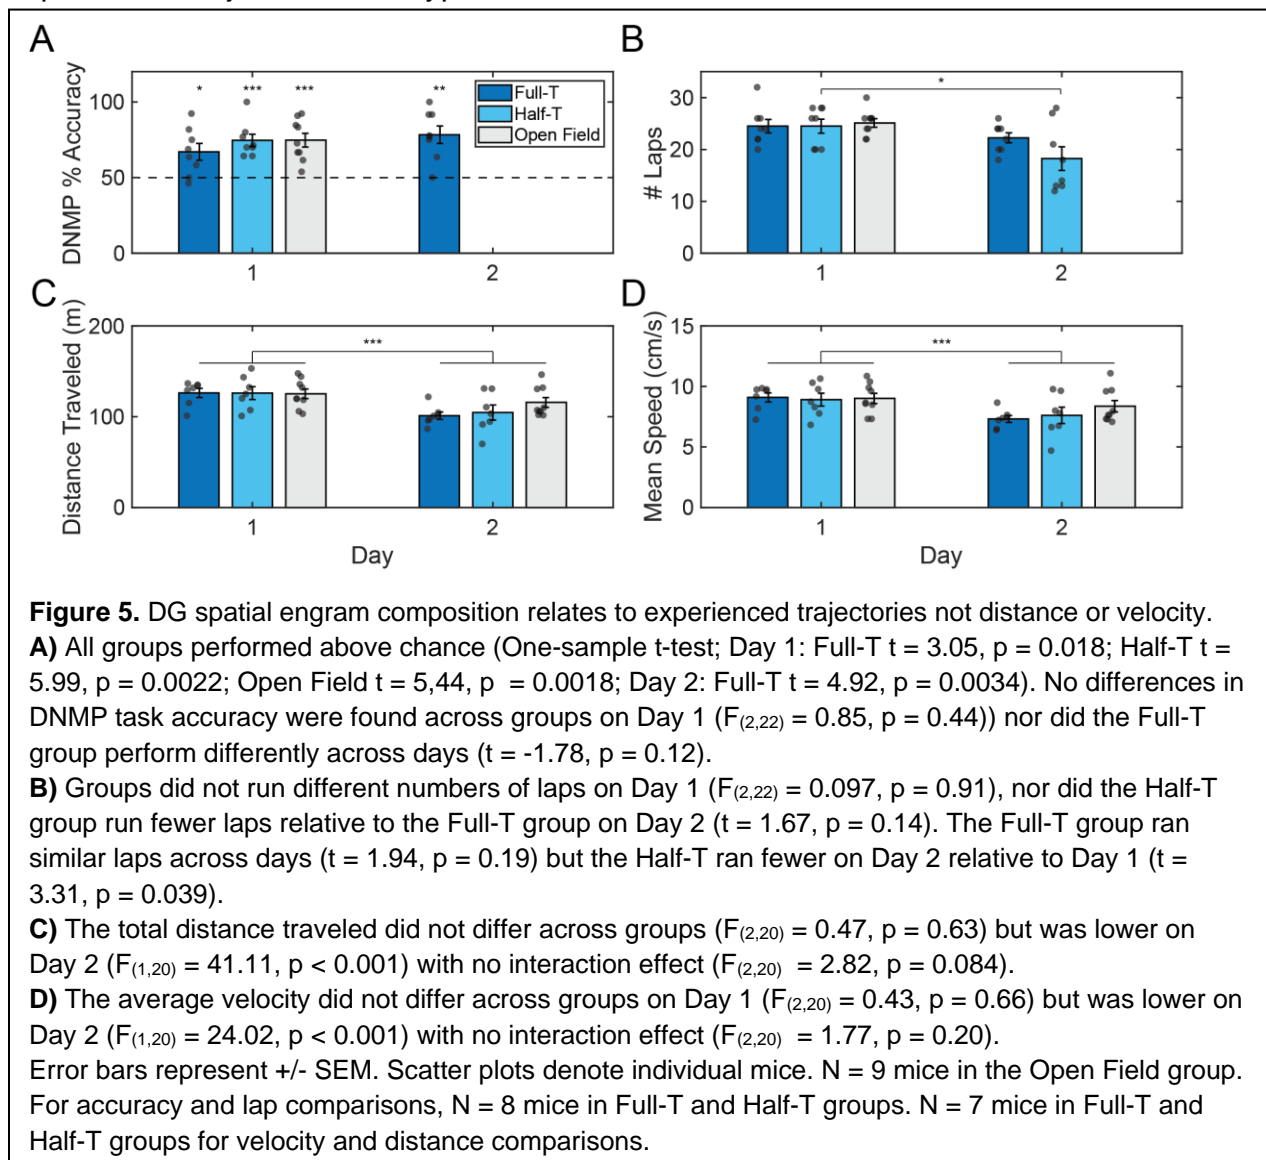 A
B
DNMP % Accuracy
100
50
0
*
***
***
**
Full-T
Half-T
Open Field
1
2
# Laps
30
20
10
0
*
1
2
C
D
Distance Traveled (m)
200
100
0
***
1
2
Day
Mean Speed (cm/s)
15
10
5
0
***
1
2
Day
Figure 5. DG spatial engram composition relates to experienced trajectories not distance or velocity.
A) All groups performed above chance (One-sample t-test; Day 1: Full-T t = 3.05, p = 0.018; Half-T t =
5.99, p = 0.0022; Open Field t = 5,44, p = 0.0018; Day 2: Full-T t = 4.92, p = 0.0034). No differences in
DNMP task accuracy were found across groups on Day 1 (F(2,22) = 0.85, p = 0.44)) nor did the Full-T
group perform differently across days (t = -1.78, p = 0.12).
B) Groups did not run different numbers of laps on Day 1 (F(2,22) = 0.097, p = 0.91), nor did the Half-T
group run fewer laps relative to the Full-T group on Day 2 (t = 1.67, p = 0.14). The Full-T group ran
similar laps across days (t = 1.94, p = 0.19) but the Half-T ran fewer on Day 2 relative to Day 1 (t =
3.31, p = 0.039).
C) The total distance traveled did not differ across groups (F(2,20) = 0.47, p = 0.63) but was lower on
Day 2 (F(1,20) = 41.11, p < 0.001) with no interaction effect (F(2,20) = 2.82, p = 0.084).
D) The average velocity did not differ across groups on Day 1 (F(2,20) = 0.43, p = 0.66) but was lower on
Day 2 (F(1,20) = 24.02, p < 0.001) with no interaction effect (F(2,20) = 1.77, p = 0.20).
Error bars represent +/- SEM. Scatter plots denote individual mice. N = 9 mice in the Open Field group.
For accuracy and lap comparisons, N = 8 mice in Full-T and Half-T groups. N = 7 mice in Full-T and
Half-T groups for velocity and distance comparisons.